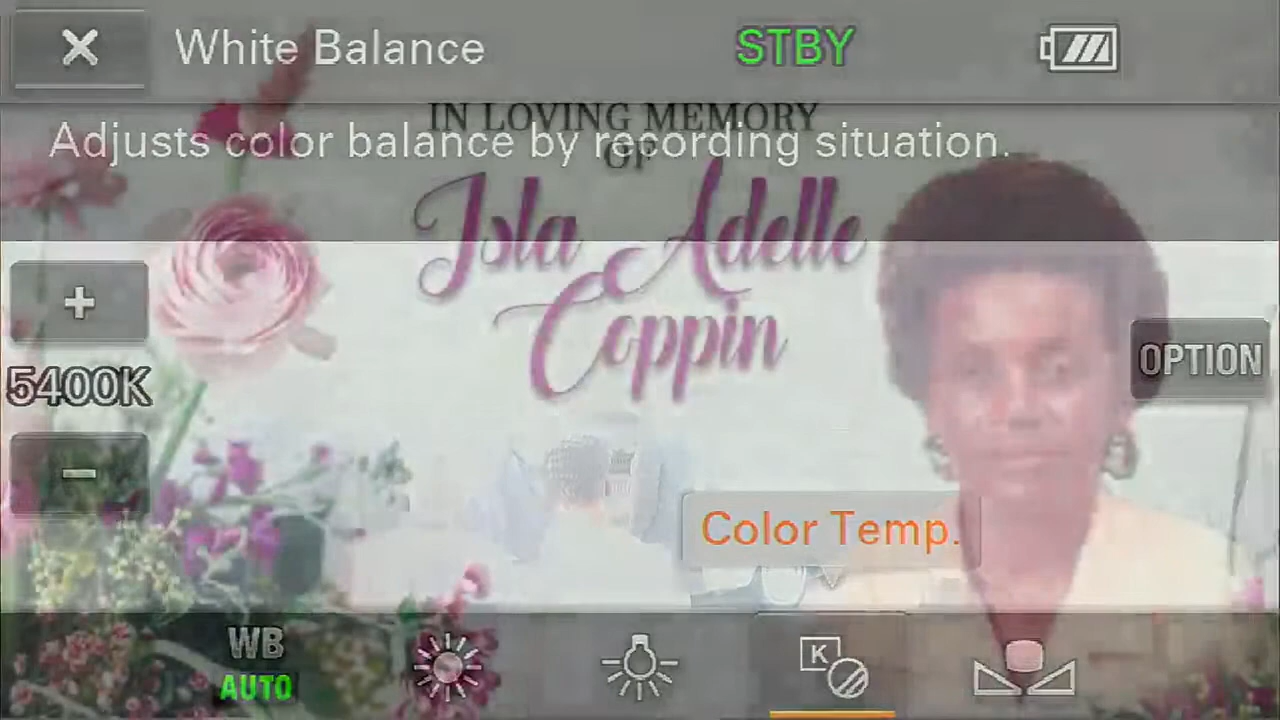 White Balance
STBY
Adjusts color balance by recording situation.
IN LOVING MEMORY
OF
Isla Adelle
Coppin
+
5400K
−
OPTION
Color Temp.
WB
AUTO
K